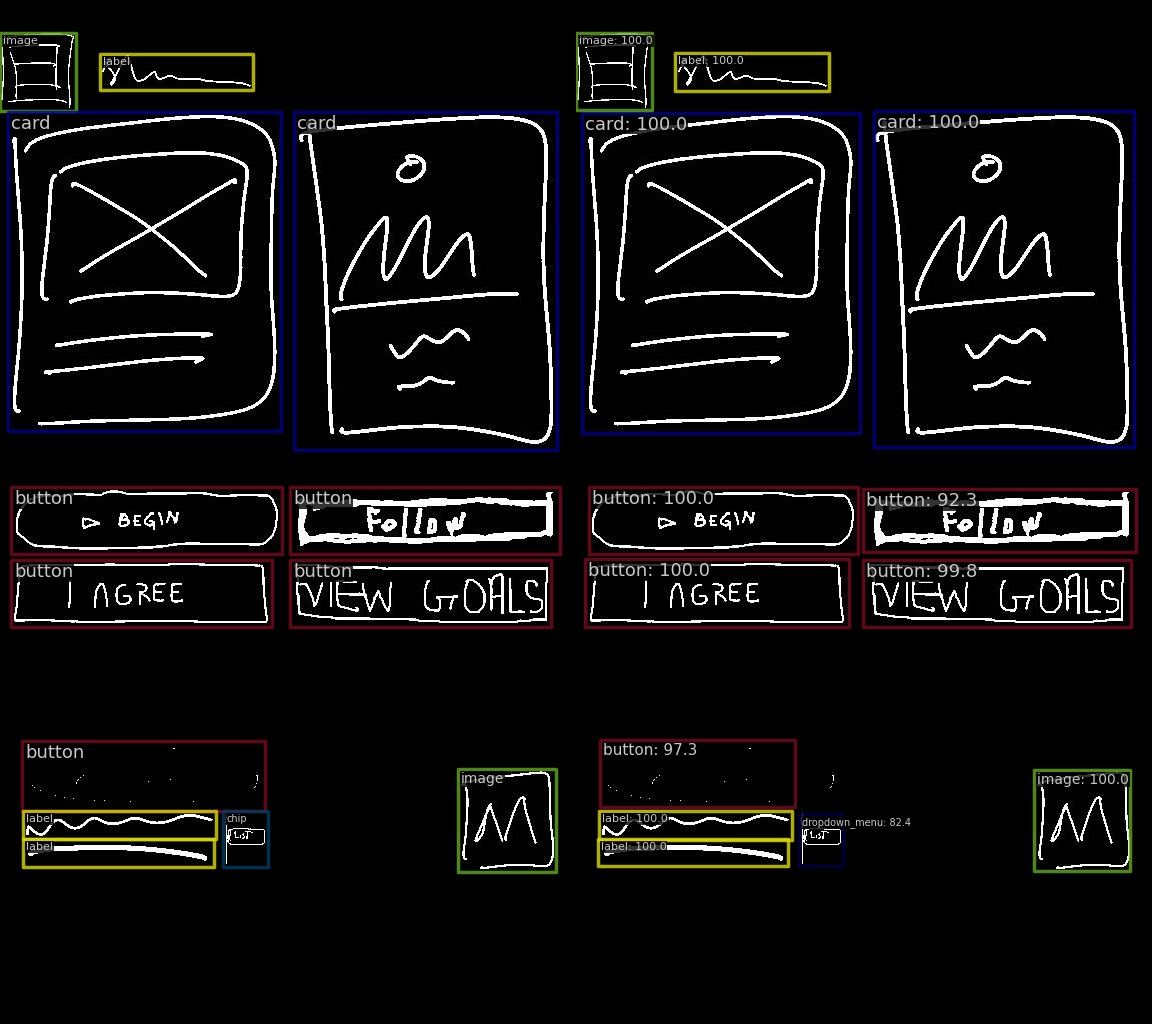 image image: 100.0
label label: 100.0
card card card: 100.0 card: 100.0
button button button: 100.0 button: 92.3
BEGIN Follow BEGIN Follow
button button button: 100.0 button: 99.8
I AGREE VIEW GOALS I AGREE VIEW GOALS
button button: 97.3
image image: 100.0
label chip label: 100.0 dropdown_menu: 82.4
LIST LIST
label label: 100.0